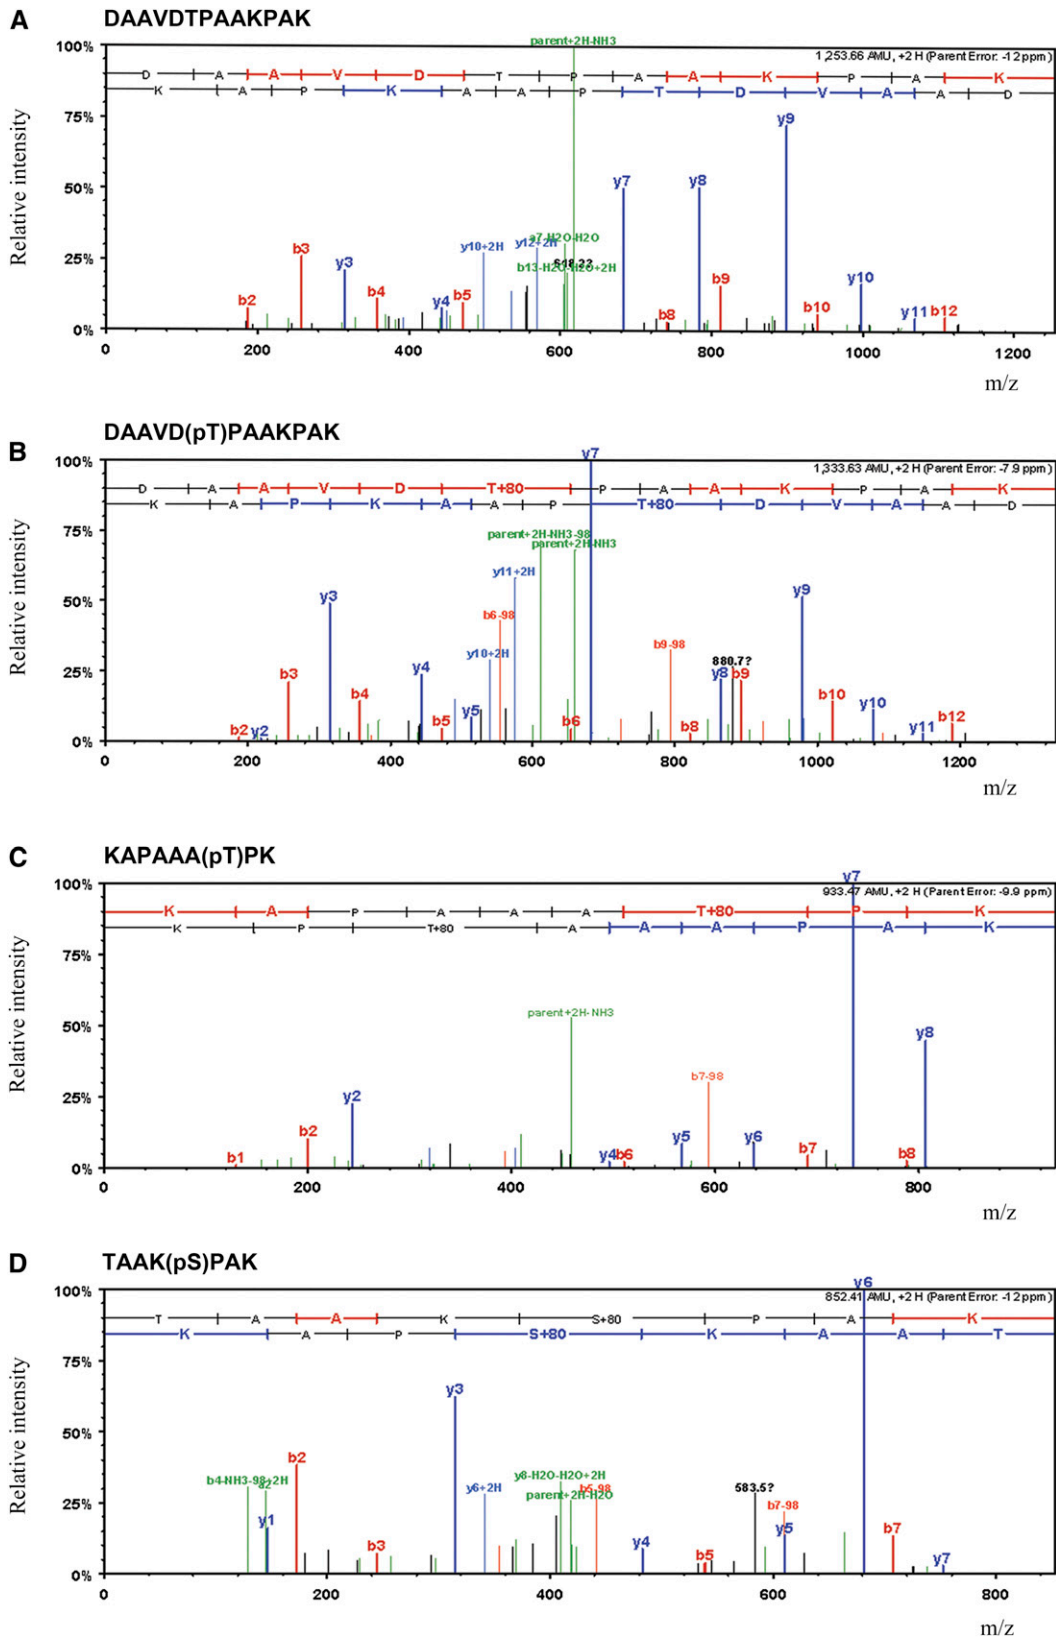 A DAAVDTPAAKPAK
1,253.66 AMU, +2 H (Parent Error: -12 ppm)
parent+2H-NH3
D A A V D T P A A K P A K
K A P K A A P T D V A A D
Relative intensity
100%
75%
50%
25%
0%
b2 b3 y3 b4 y4 b5 y10+2H y12+2H a7-H2O-H2O b13-H2O-H2O+2H y7 b8 y8 b9 y9 b10 y10 y11 b12
0 200 400 600 800 1000 1200
m/z
B DAAVD(pT)PAAKPAK
y7
1,333.63 AMU, +2 H (Parent Error: -7.9 ppm)
D A A V D T+80 P A A K P A K
K A P K A A P T+80 D V A A D
Relative intensity
100%
75%
50%
25%
0%
b2 y2 b3 y3 b4 y4 b5 y5 y10+2H b6-98 y11+2H parent+2H-NH3-98 parent+2H-NH3 b6 b9-98 b8 y8 880.7? b9 y9 b10 y10 y11 b12
0 200 400 600 800 1000 1200
m/z
C KAPAAA(pT)PK
y7
933.47 AMU, +2 H (Parent Error: -9.9 ppm)
K A P A A A T+80 P K
K P T+80 A A A P A K
Relative intensity
100%
75%
50%
25%
0%
b1 b2 y2 parent+2H-NH3 y4 b6 y5 b7-98 y6 b7 b8 y8
0 200 400 600 800
m/z
D TAAK(pS)PAK
y6
852.41 AMU, +2 H (Parent Error: -12 ppm)
T A A K S+80 P A K
K A P S+80 K A A T
Relative intensity
100%
75%
50%
25%
0%
b4-NH3-98+2H a2 y1 b2 b3 y3 y6+2H y8-H2O-H2O+2H parent+2H-H2O b5-98 y4 b5 583.5? b7-98 y5 b7 y7
0 200 400 600 800
m/z